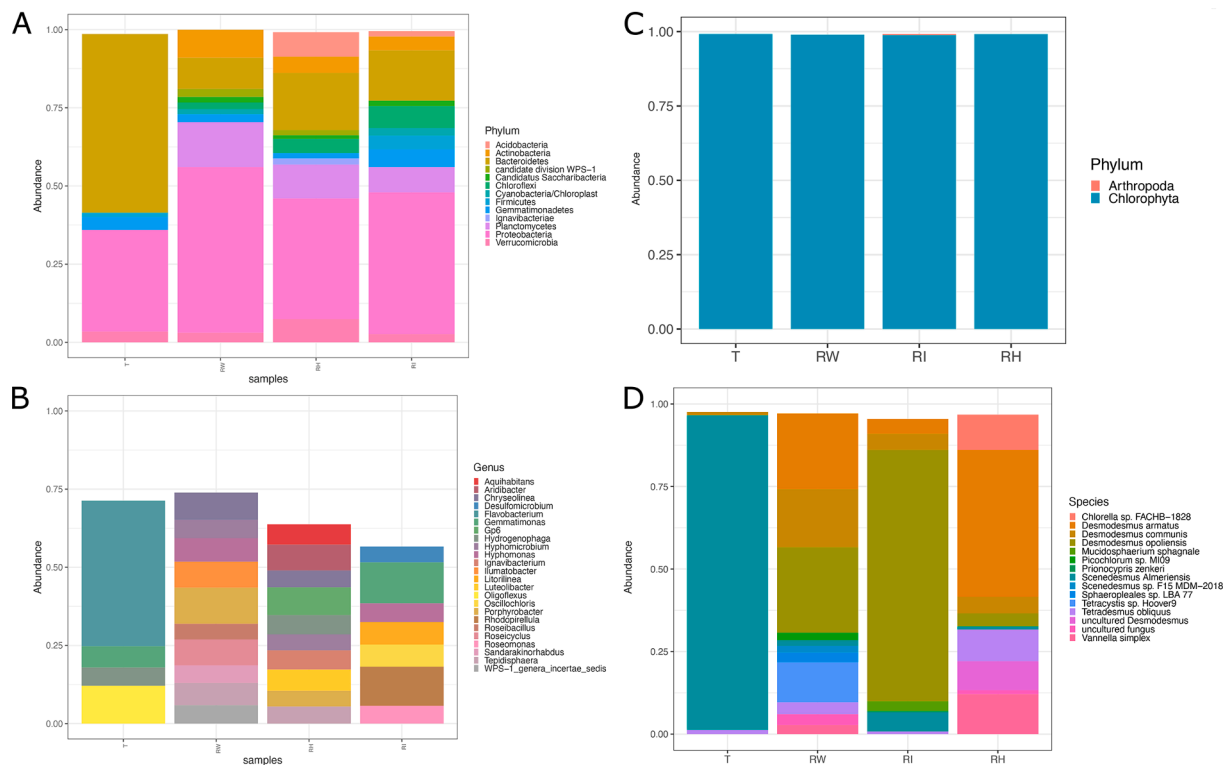 A
1.00
0.75
0.50
0.25
0.00
Abundance
T
RW
RH
RI
samples
Phylum
Acidobacteria
Actinobacteria
Bacteroidetes
candidate division WPS-1
Candidatus Saccharibacteria
Chloroflexi
Cyanobacteria/Chloroplast
Firmicutes
Gemmatimonadetes
Ignavibacteriae
Planctomycetes
Proteobacteria
Verrucomicrobia
C
1.00
0.75
0.50
0.25
0.00
Abundance
T
RW
RI
RH
Phylum
Arthropoda
Chlorophyta
B
1.00
0.75
0.50
0.25
0.00
Abundance
T
RW
RH
RI
samples
Genus
Aquihabitans
Aridibacter
Chryseolinea
Desulfomicrobium
Flavobacterium
Gemmatimonas
Gp6
Hydrogenophaga
Hyphomicrobium
Hyphomonas
Ignavibacterium
Ilumatobacter
Litorilinea
Luteolibacter
Oligoflexus
Oscillochloris
Porphyrobacter
Rhodopirellula
Roseibacillus
Roseicyclus
Roseomonas
Sandarakinorhabdus
Tepidisphaera
WPS-1_genera_incertae_sedis
D
1.00
0.75
0.50
0.25
0.00
Abundance
T
RW
RI
RH
Species
Chlorella sp. FACHB-1828
Desmodesmus armatus
Desmodesmus communis
Desmodesmus opoliensis
Mucidosphaerium sphagnale
Picochlorum sp. MI09
Prionocypris zenkeri
Scenedesmus Almeriensis
Scenedesmus sp. F15 MDM-2018
Sphaeropleales sp. LBA 77
Tetracystis sp. Hoover9
Tetradesmus obliquus
uncultured Desmodesmus
uncultured fungus
Vannella simplex